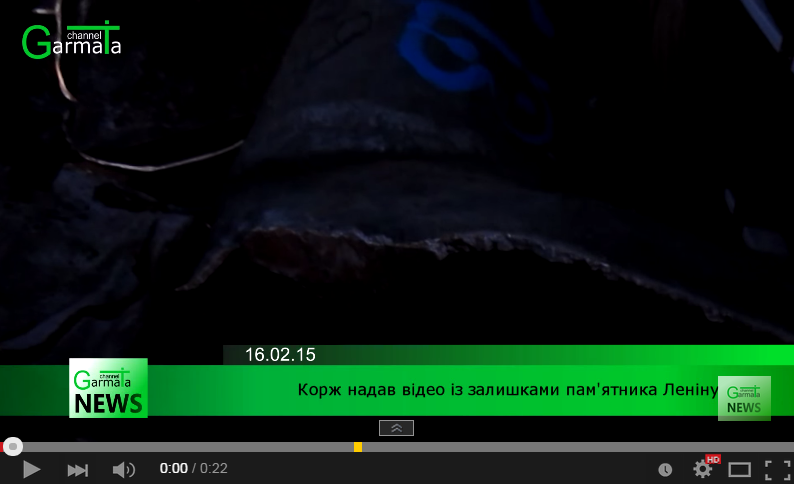 channel
Garmata
16.02.15
Корж надав відео із залишками пам'ятника Леніну
channel
Garmata
NEWS
channel
Garmata
NEWS
0:00 / 0:22
HD